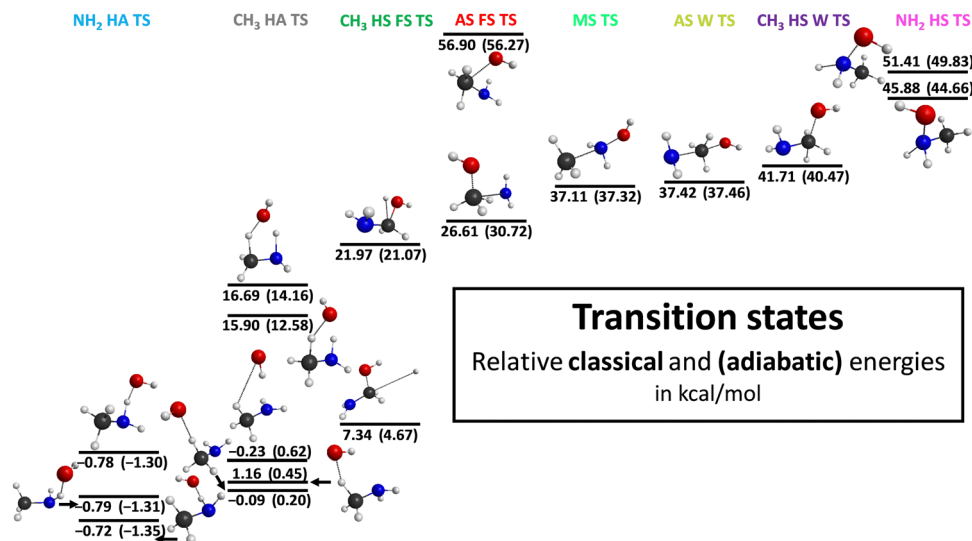 NH₂ HA TS
CH₃ HA TS
CH₃ HS FS TS
AS FS TS
MS TS
AS W TS
CH₃ HS W TS
NH₂ HS TS
56.90 (56.27)
51.41 (49.83)
45.88 (44.66)
41.71 (40.47)
37.11 (37.32)
37.42 (37.46)
26.61 (30.72)
21.97 (21.07)
16.69 (14.16)
15.90 (12.58)
Transition states
Relative classical and (adiabatic) energies
in kcal/mol
7.34 (4.67)
−0.23 (0.62)
−0.78 (−1.30)
1.16 (0.45)
−0.09 (0.20)
−0.79 (−1.31)
−0.72 (−1.35)